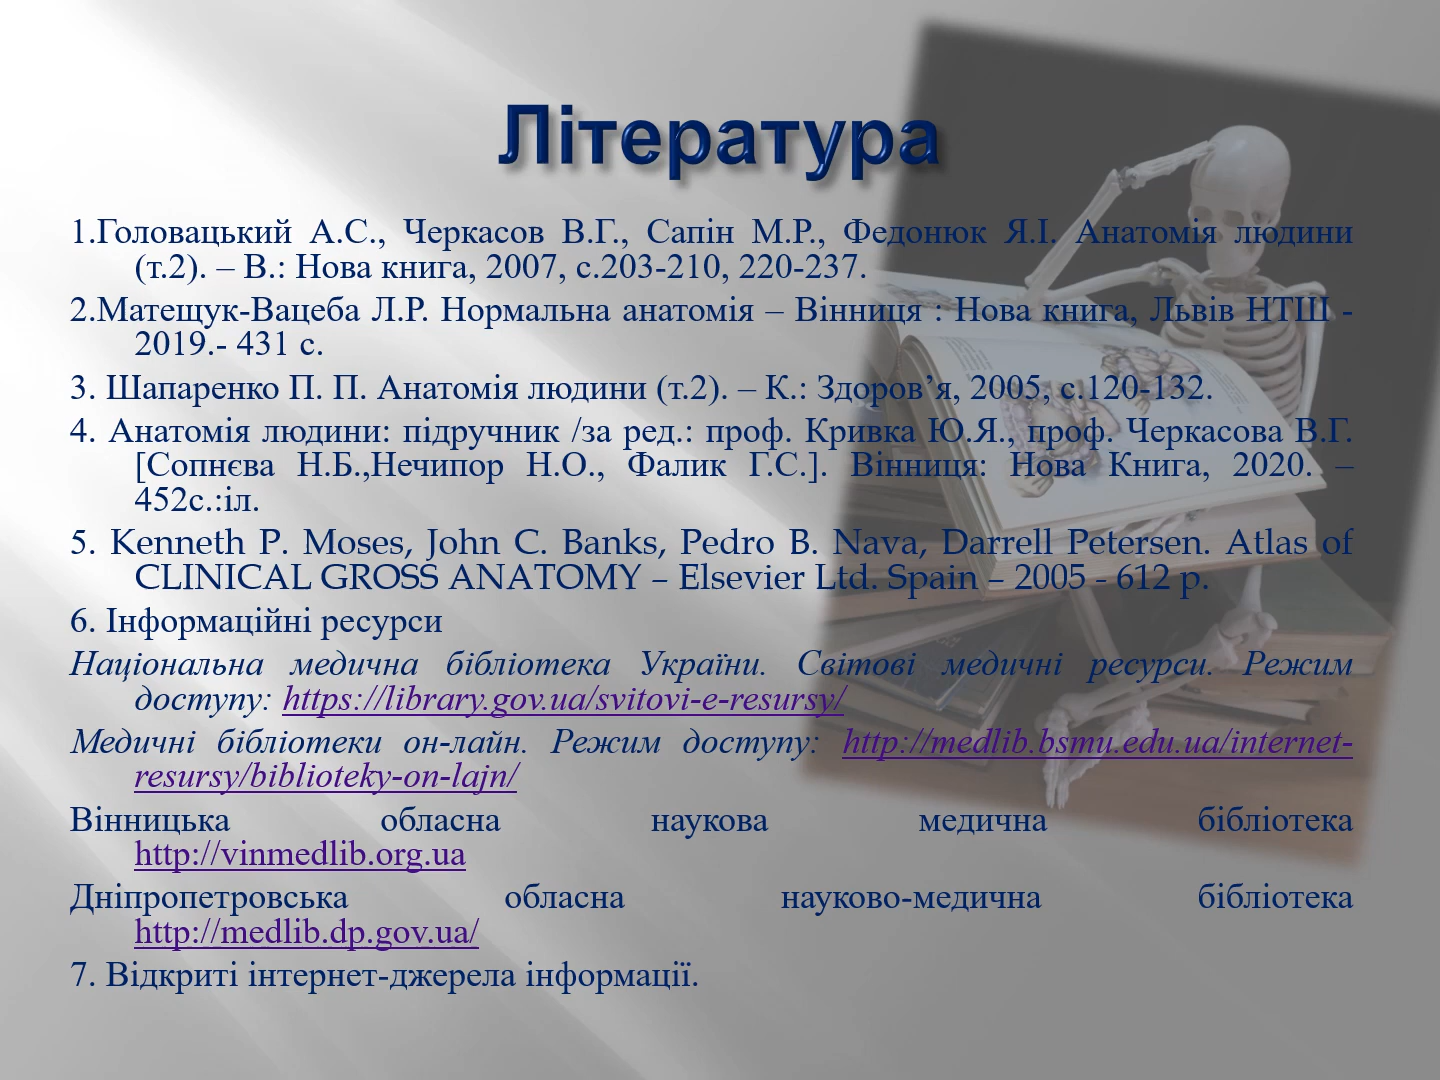 Література
1.Головацький А.С., Черкасов В.Г., Сапін М.Р., Федонюк Я.І. Анатомія людини
(т.2). – В.: Нова книга, 2007, с.203-210, 220-237.
2.Матещук-Вацеба Л.Р. Нормальна анатомія – Вінниця : Нова книга, Львів НТШ -
2019.- 431 с.
3. Шапаренко П. П. Анатомія людини (т.2). – К.: Здоров’я, 2005, с.120-132.
4. Анатомія людини: підручник /за ред.: проф. Кривка Ю.Я., проф. Черкасова В.Г.
[Сопнєва Н.Б.,Нечипор Н.О., Фалик Г.С.]. Вінниця: Нова Книга, 2020. –
452с.:іл.
5. Kenneth P. Moses, John C. Banks, Pedro B. Nava, Darrell Petersen. Atlas of
CLINICAL GROSS ANATOMY – Elsevier Ltd. Spain – 2005 - 612 p.
6. Інформаційні ресурси
Національна медична бібліотека України. Світові медичні ресурси. Режим
доступу: https://library.gov.ua/svitovi-e-resursy/
Медичні бібліотеки он-лайн. Режим доступу: http://medlib.bsmu.edu.ua/internet-
resursy/biblioteky-on-lajn/
Вінницька обласна наукова медична бібліотека
http://vinmedlib.org.ua
Дніпропетровська обласна науково-медична бібліотека
http://medlib.dp.gov.ua/
7. Відкриті інтернет-джерела інформації.